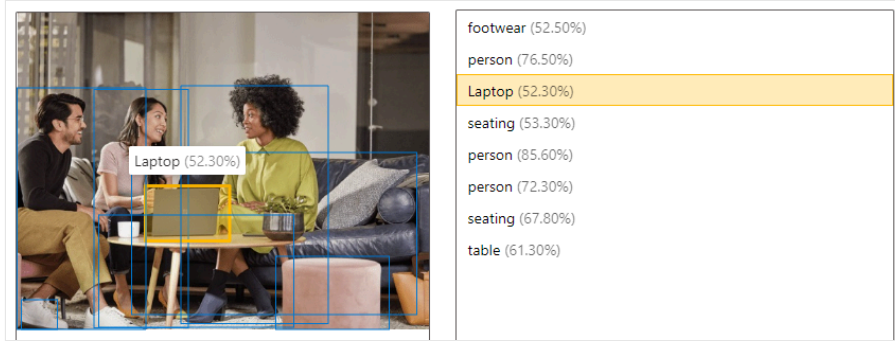 Laptop (52.30%)
footwear (52.50%)
person (76.50%)
Laptop (52.30%)
seating (53.30%)
person (85.60%)
person (72.30%)
seating (67.80%)
table (61.30%)